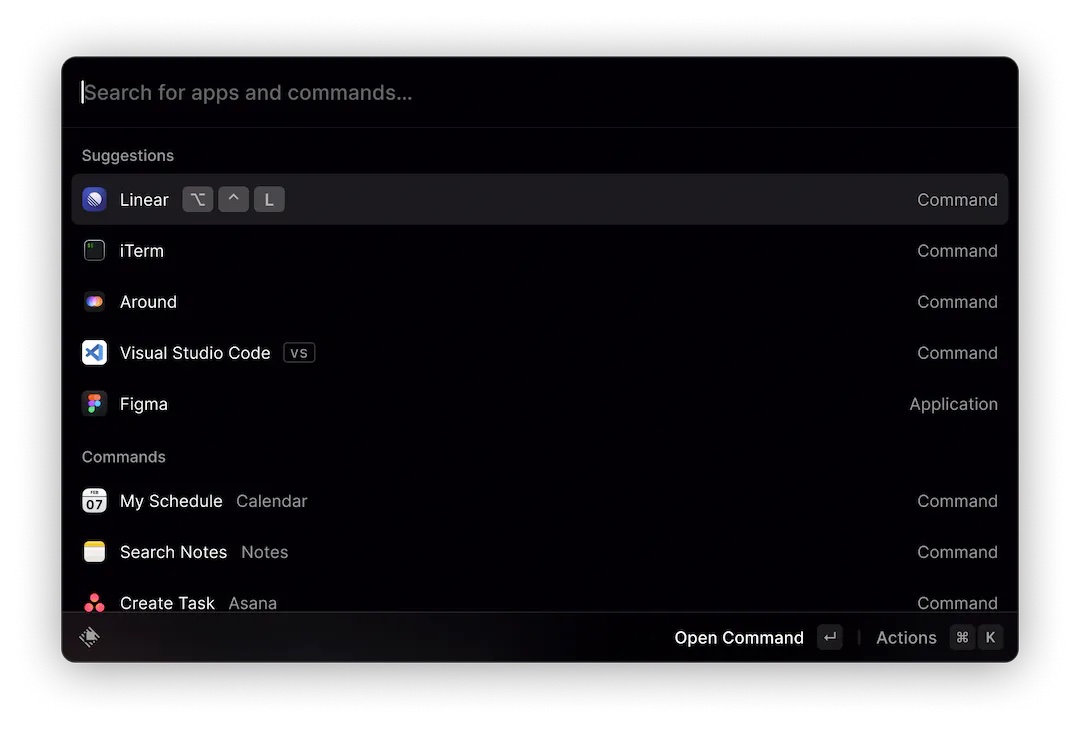 Search for apps and commands...
Suggestions
Linear ⌥ ^ L Command
iTerm Command
Around Command
Visual Studio Code vs Command
Figma Application
Commands
FEB 07 My Schedule Calendar Command
Search Notes Notes Command
Create Task Asana Command
Open Command ↵ Actions ⌘ K